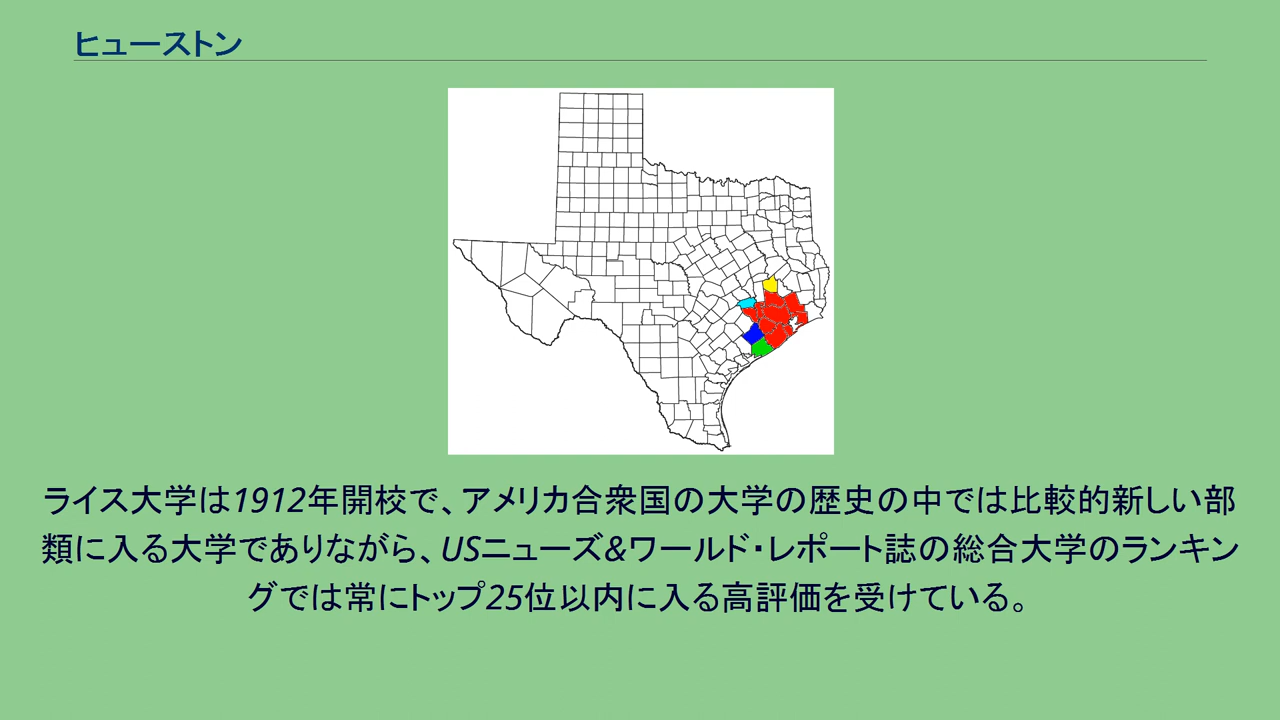 ヒューストン
ライス大学は1912年開校で、アメリカ合衆国の大学の歴史の中では比較的新しい部
類に入る大学でありながら、USニューズ&ワールド・レポート誌の総合大学のランキン
グでは常にトップ25位以内に入る高評価を受けている。